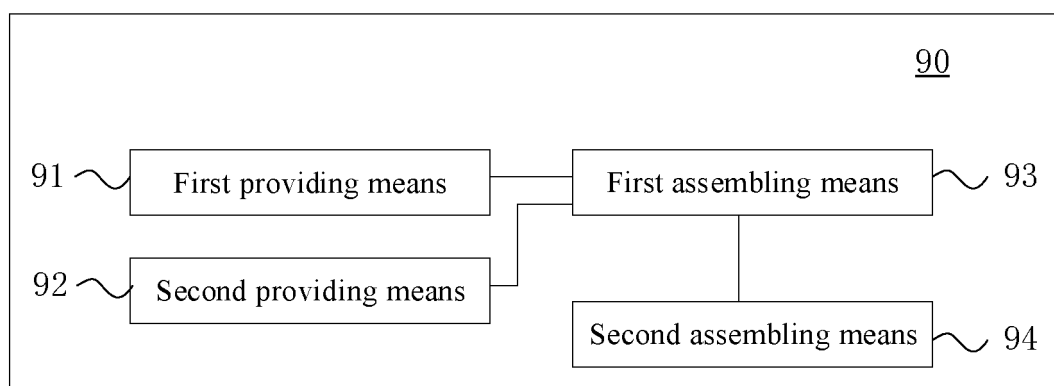 90
91 First providing means First assembling means 93
92 Second providing means
Second assembling means 94